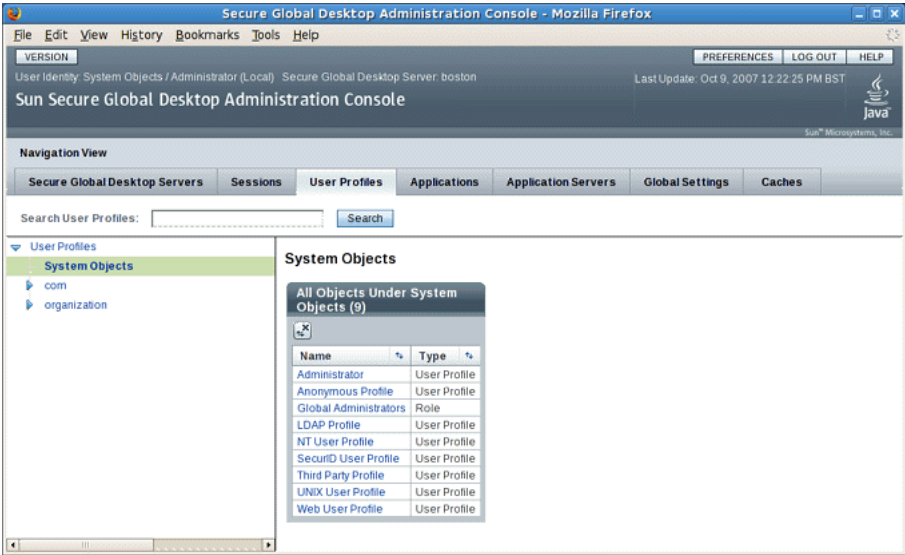 Secure Global Desktop Administration Console - Mozilla Firefox
File Edit View History Bookmarks Tools Help
VERSION PREFERENCES LOG OUT HELP
User Identity: System Objects / Administrator (Local) Secure Global Desktop Server: boston Last Update: Oct 9, 2007 12:22:25 PM BST
Sun Secure Global Desktop Administration Console
Java
Sun™ Microsystems, Inc.
Navigation View
Secure Global Desktop Servers Sessions User Profiles Applications Application Servers Global Settings Caches
Search User Profiles: Search
User Profiles
System Objects
com
organization
System Objects
All Objects Under System
Objects (9)
Name Type
Administrator User Profile
Anonymous Profile User Profile
Global Administrators Role
LDAP Profile User Profile
NT User Profile User Profile
SecurID User Profile User Profile
Third Party Profile User Profile
UNIX User Profile User Profile
Web User Profile User Profile